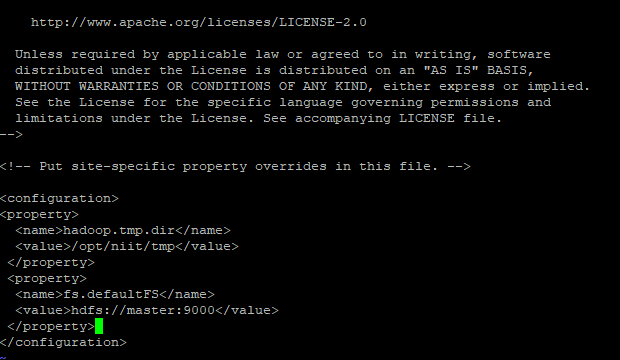 http://www.apache.org/licenses/LICENSE-2.0
Unless required by applicable law or agreed to in writing, software
distributed under the License is distributed on an "AS IS" BASIS,
WITHOUT WARRANTIES OR CONDITIONS OF ANY KIND, either express or implied.
See the License for the specific language governing permissions and
limitations under the License. See accompanying LICENSE file.
-->
<!-- Put site-specific property overrides in this file. -->
<configuration>
<property>
<name>hadoop.tmp.dir</name>
<value>/opt/niit/tmp</value>
</property>
<property>
<name>fs.defaultFS</name>
<value>hdfs://master:9000</value>
</property>
</configuration>
~